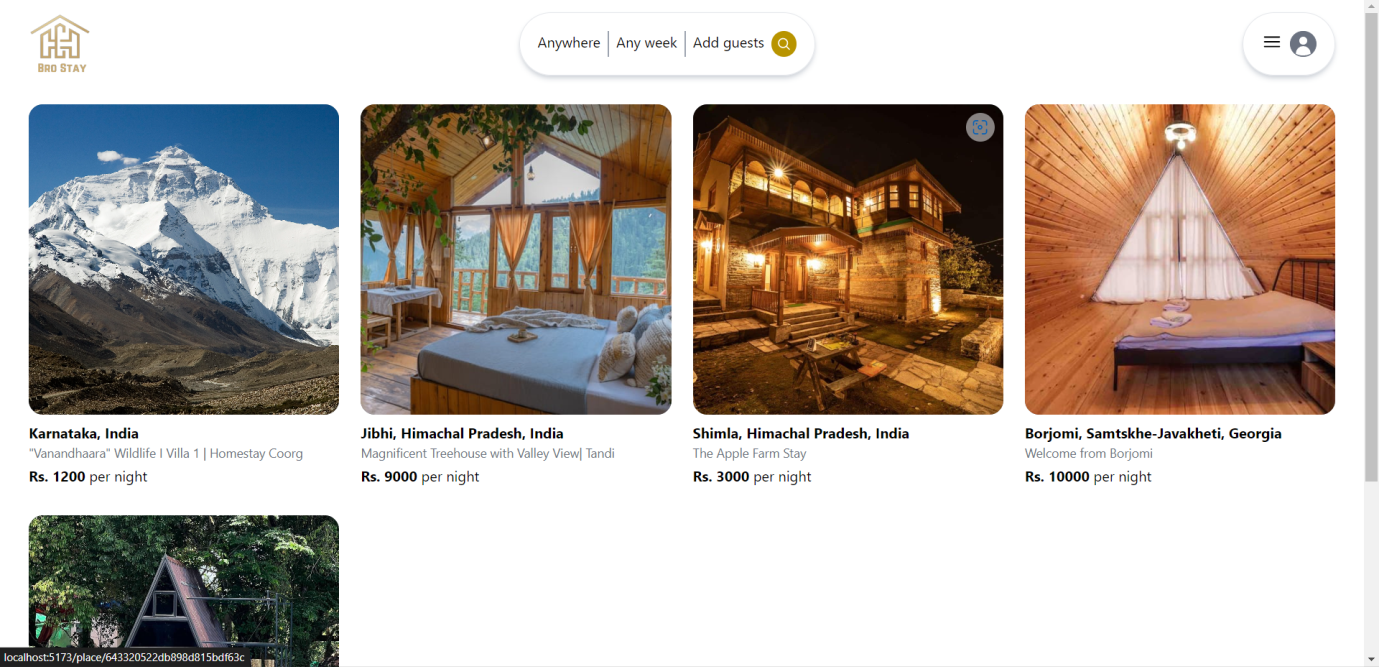 BRO STAY
Anywhere
Any week
Add guests
Karnataka, India
"Vanandhaara" Wildlife I Villa 1 | Homestay Coorg
Rs. 1200 per night
Jibhi, Himachal Pradesh, India
Magnificent Treehouse with Valley View| Tandi
Rs. 9000 per night
Shimla, Himachal Pradesh, India
The Apple Farm Stay
Rs. 3000 per night
Borjomi, Samtskhe-Javakheti, Georgia
Welcome from Borjomi
Rs. 10000 per night
localhost:5173/place/643320522db898d815bdf63c